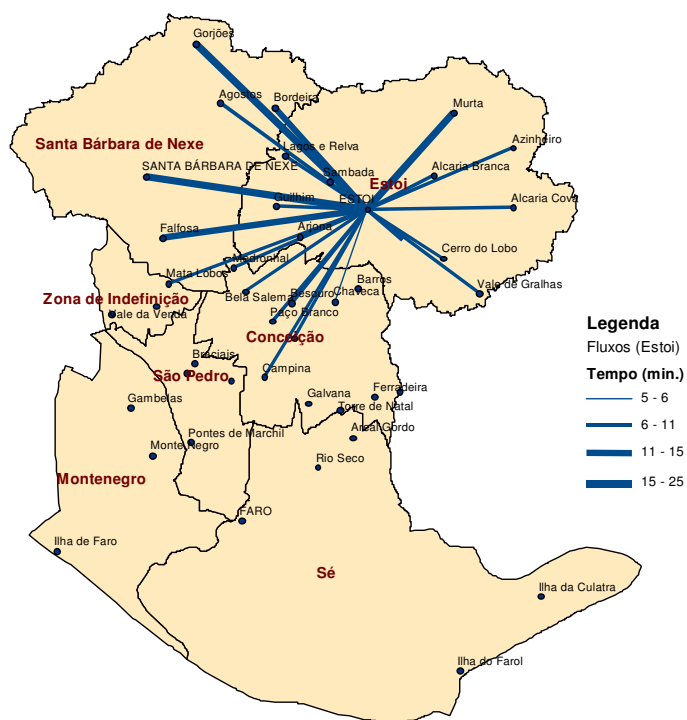 Gorjões
Agostos
Bordeira
Murta
Azinheiro
Santa Bárbara de Nexe
Lagos e Relva
SANTA BÁRBARA DE NEXE
Sambada
Alcaria Branca
Estoi
Guilhim
ESTOI
Alcaria Cova
Falfosa
Arjona
Cerro do Lobo
Medronhal
Mata Lobos
Barros
Vale de Gralhas
Bela Salema
Besouro
Chaveca
Zona de Indefinição
Vale da Venda
Paço Branco
Conceição
Legenda
Fluxos (Estoi)
Tempo (min.)
5 - 6
6 - 11
11 - 15
15 - 25
Braciais
São Pedro
Campina
Gambelas
Galvana
Ferradeira
Torre de Natal
Areal Gordo
Pontes de Marchil
Monte Negro
Rio Seco
Montenegro
FARO
Ilha de Faro
Sé
Ilha da Culatra
Ilha do Farol